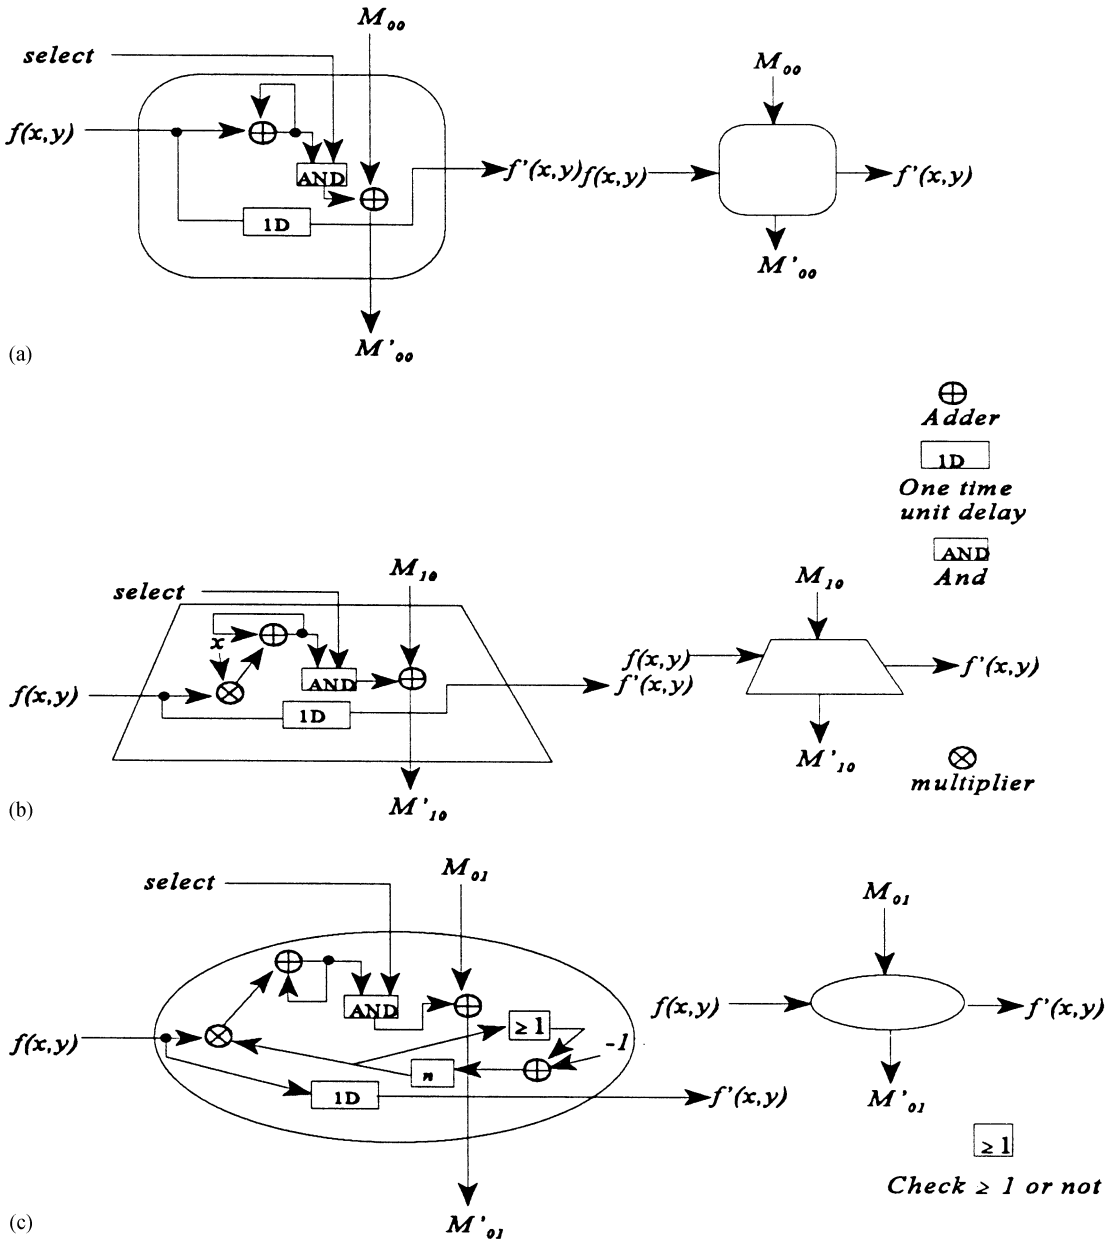 M₀₀
select
f(x,y)
AND
1D
f'(x,y)
M'₀₀
M₀₀
f(x,y)
f'(x,y)
M'₀₀
(a)
Adder
1D
One time
unit delay
AND
And
M₁₀
select
x
f(x,y)
AND
1D
f'(x,y)
M'₁₀
M₁₀
f(x,y)
f'(x,y)
M'₁₀
multiplier
(b)
M₀₁
select
AND
f(x,y)
≥1
-1
n
1D
f'(x,y)
M'₀₁
M₀₁
f(x,y)
f'(x,y)
M'₀₁
≥1
Check ≥ 1 or not
(c)